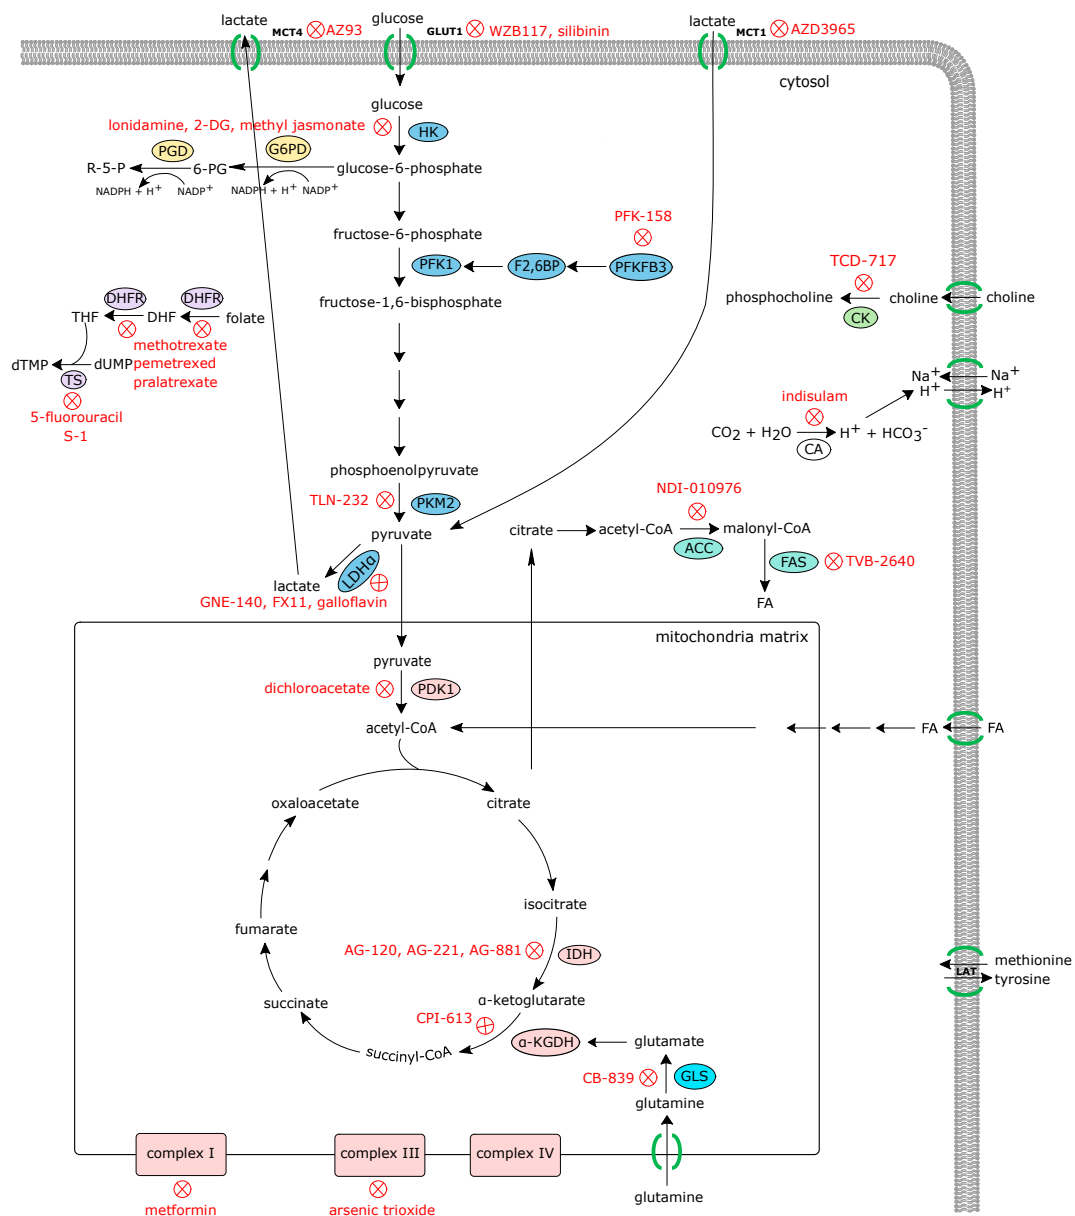 lactate
MCT4
AZ93
glucose
GLUT1
WZB117, silibinin
lactate
MCT1
AZD3965
cytosol
glucose
lonidamine, 2-DG, methyl jasmonate
HK
PGD
G6PD
R-5-P
6-PG
glucose-6-phosphate
NADPH + H+
NADP+
NADPH + H+
NADP+
fructose-6-phosphate
PFK-158
PFK1
F2,6BP
PFKFB3
fructose-1,6-bisphosphate
TCD-717
phosphocholine
choline
choline
CK
DHFR
DHFR
THF
DHF
folate
methotrexate
dTMP
dUMP
pemetrexed
TS
pralatrexate
5-fluorouracil
S-1
Na+
Na+
H+
H+
indisulam
CO2 + H2O
H+ + HCO3-
CA
phosphoenolpyruvate
TLN-232
PKM2
pyruvate
NDI-010976
citrate
acetyl-CoA
malonyl-CoA
ACC
FAS
TVB-2640
FA
LDHα
lactate
GNE-140, FX11, galloflavin
mitochondria matrix
pyruvate
dichloroacetate
PDK1
acetyl-CoA
FA
FA
oxaloacetate
citrate
isocitrate
fumarate
AG-120, AG-221, AG-881
IDH
methionine
LAT
tyrosine
succinate
α-ketoglutarate
CPI-613
succinyl-CoA
α-KGDH
glutamate
CB-839
GLS
glutamine
complex I
complex III
complex IV
metformin
arsenic trioxide
glutamine